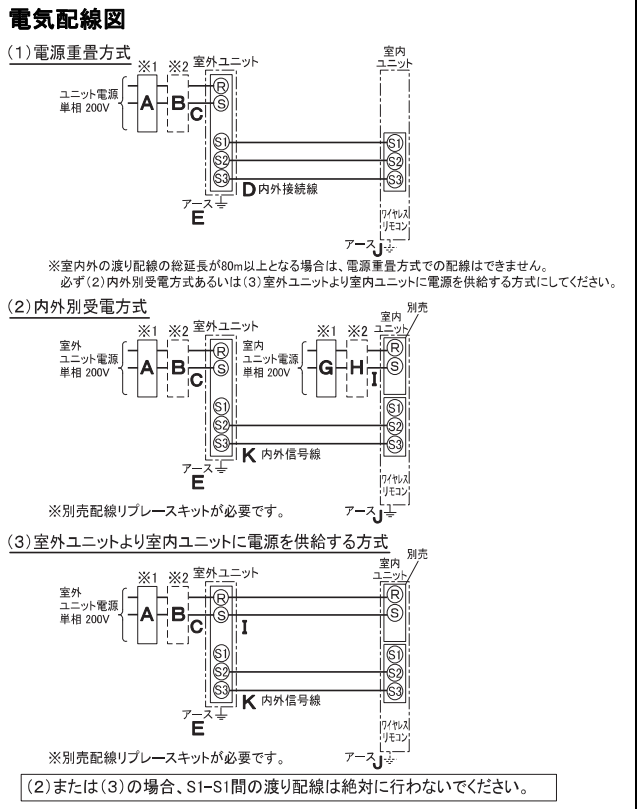 電気配線図
(1)電源重畳方式
※1 ※2 室外ユニット
室内
ユニット
ユニット電源
単相 200V
A B C
R
S
S1 S1
S2 S2
S3 S3
D 内外接続線
アース
E
ワイヤレス
リモコン
アース J
※室内外の渡り配線の総延長が80m以上となる場合は、電源重畳方式での配線はできません。
必ず(2)内外別受電方式あるいは(3)室外ユニットより室内ユニットに電源を供給する方式にしてください。
(2)内外別受電方式
※1 ※2 室外ユニット ※1 ※2
室内
ユニット
別売
室外
ユニット電源
単相 200V
室内
ユニット電源
単相 200V
A B C G H I
R R
S S
S1 S1
S2 S2
S3 S3
K 内外信号線
アース
E
ワイヤレス
リモコン
※別売配線リプレースキットが必要です。
アース J
(3)室外ユニットより室内ユニットに電源を供給する方式
※1 ※2 室外ユニット
室内
ユニット
別売
室外
ユニット電源
単相 200V
A B C I
R R
S S
S1 S1
S2 S2
S3 S3
K 内外信号線
アース
E
ワイヤレス
リモコン
※別売配線リプレースキットが必要です。
アース J
(2)または(3)の場合、S1-S1間の渡り配線は絶対に行わないでください。